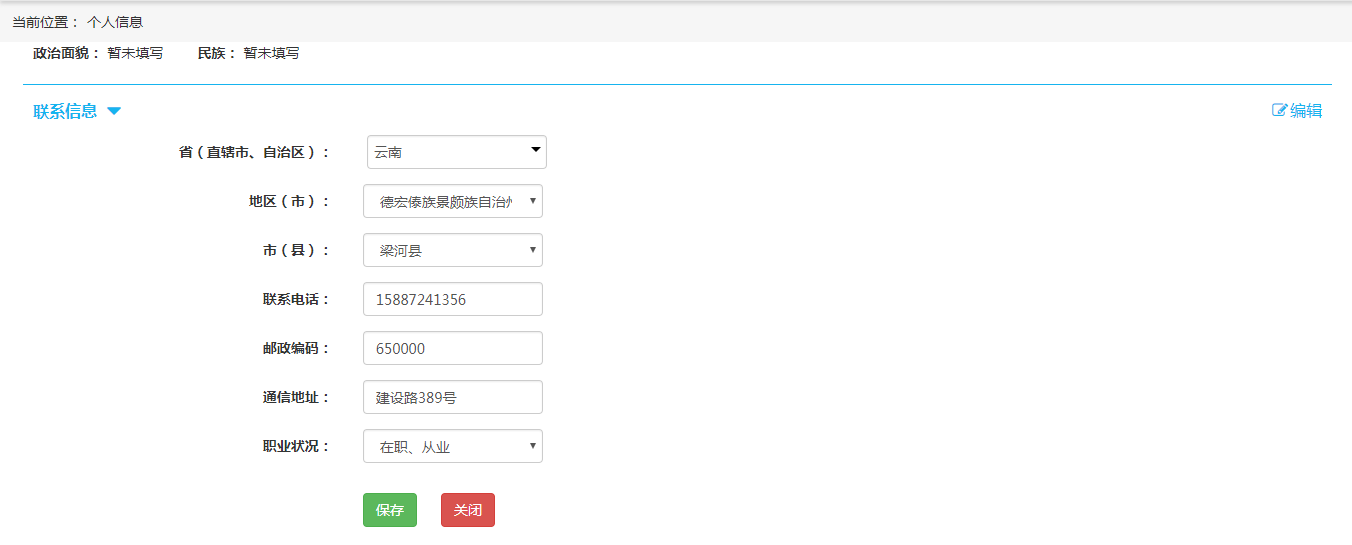 当前位置： 个人信息
政治面貌： 暂未填写 民族： 暂未填写
联系信息 编辑
省（直辖市、自治区）： 云南
地区（市）： 德宏傣族景颇族自治州
市（县）： 梁河县
联系电话： 15887241356
邮政编码： 650000
通信地址： 建设路389号
职业状况： 在职、从业
保存 关闭